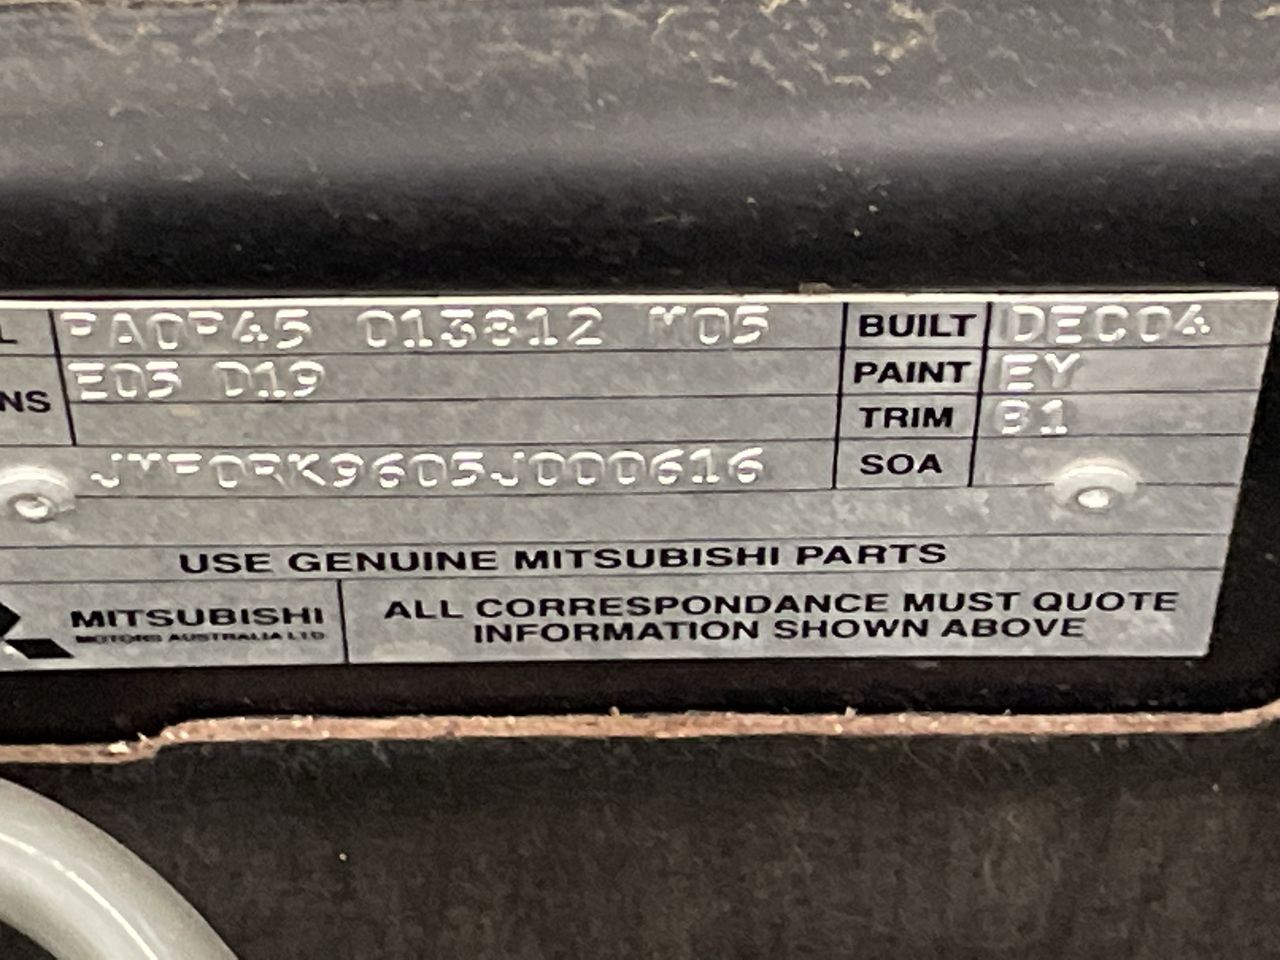 L PA0P45 013812 M05 BUILT DEC04
NS E05 D19 PAINT EY
TRIM B1
JMF0RK9605J000616 SOA
USE GENUINE MITSUBISHI PARTS
MITSUBISHI
MOTORS AUSTRALIA LTD
ALL CORRESPONDANCE MUST QUOTE
INFORMATION SHOWN ABOVE